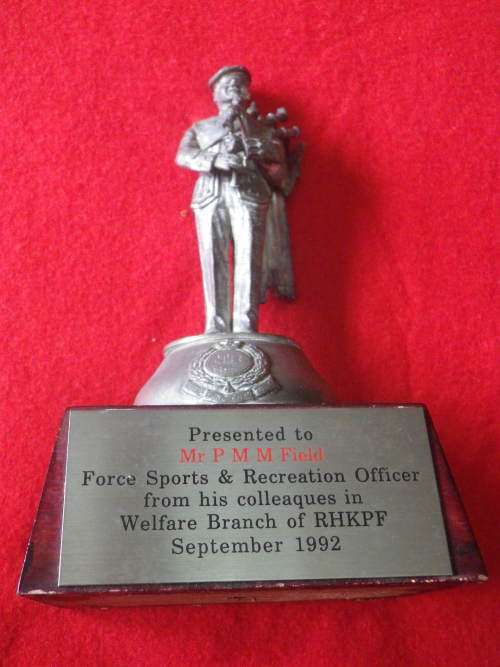 Presented to
Mr P M M Field
Force Sports & Recreation Officer
from his colleaques in
Welfare Branch of RHKPF
September 1992